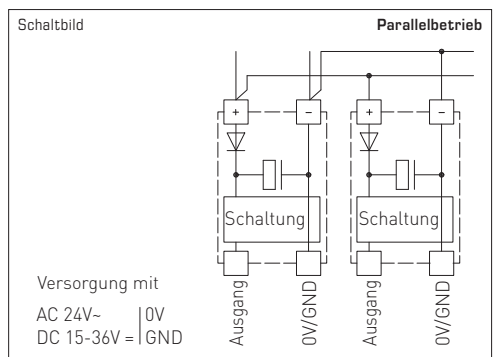 Schaltbild
Parallelbetrieb
+ − + −
Schaltung Schaltung
Ausgang 0V/GND Ausgang 0V/GND
Versorgung mit
AC 24V~ | 0V
DC 15-36V = | GND